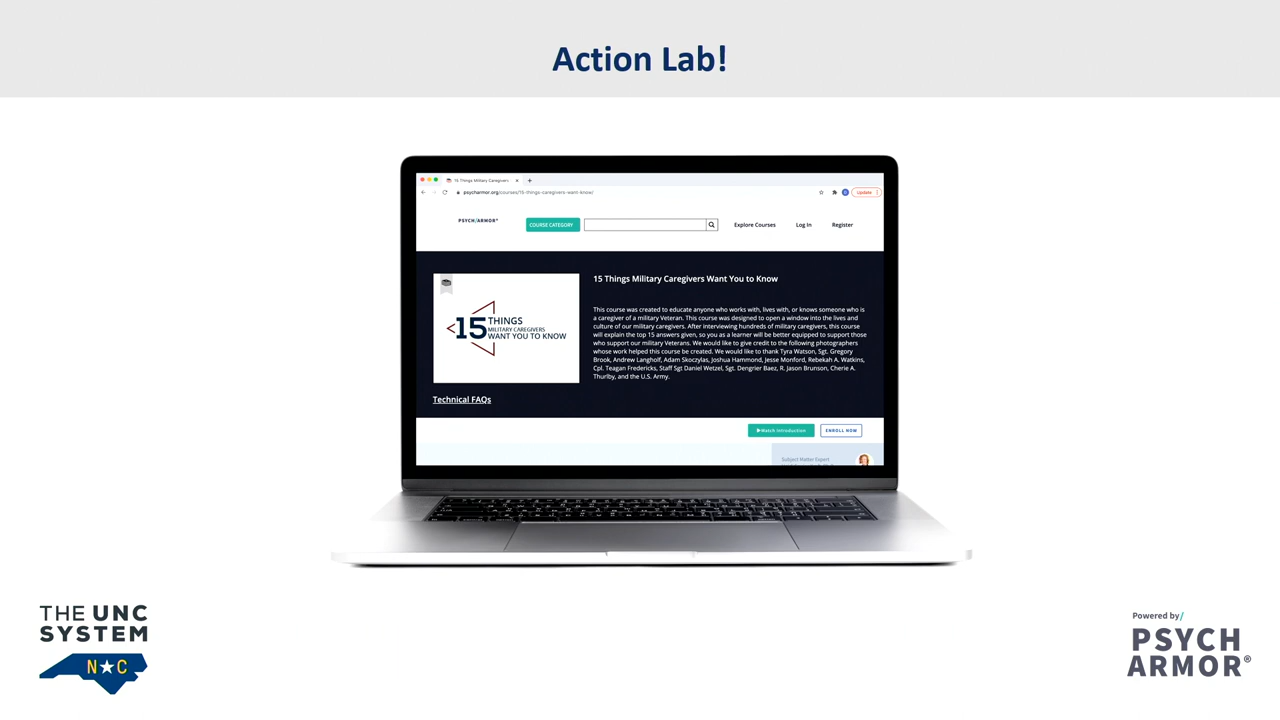 Action Lab!
15 Things Military Caregivers
psycharmor.org/courses/15-things-caregivers-want-know/
Update
PSYCH/ARMOR®
COURSE CATEGORY
Explore Courses
Log In
Register
15 THINGS
MILITARY CAREGIVERS
WANT YOU TO KNOW
Technical FAQs
15 Things Military Caregivers Want You to Know
This course was created to educate anyone who works with, lives with, or knows someone who is
a caregiver of a military Veteran. This course was designed to open a window into the lives and
culture of our military caregivers. After interviewing hundreds of military caregivers, this course
will explain the top 15 answers given, so you as a learner will be better equipped to support those
who support our military Veterans. We would like to give credit to the following photographers
whose work helped this course be created. We would like to thank Tyra Watson, Sgt. Gregory
Brook, Andrew Langholf, Adam Skoczylas, Joshua Hammond, Jesse Monford, Rebekah A. Watkins,
Cpl. Teagan Fredericks, Staff Sgt Daniel Wetzel, Sgt. Dengrier Baez, R. Jason Brunson, Cherie A.
Thurlby, and the U.S. Army.
Watch Introduction
ENROLL NOW
Subject Matter Expert
THE UNC
SYSTEM
N C
Powered by/
PSYCH
ARMOR®